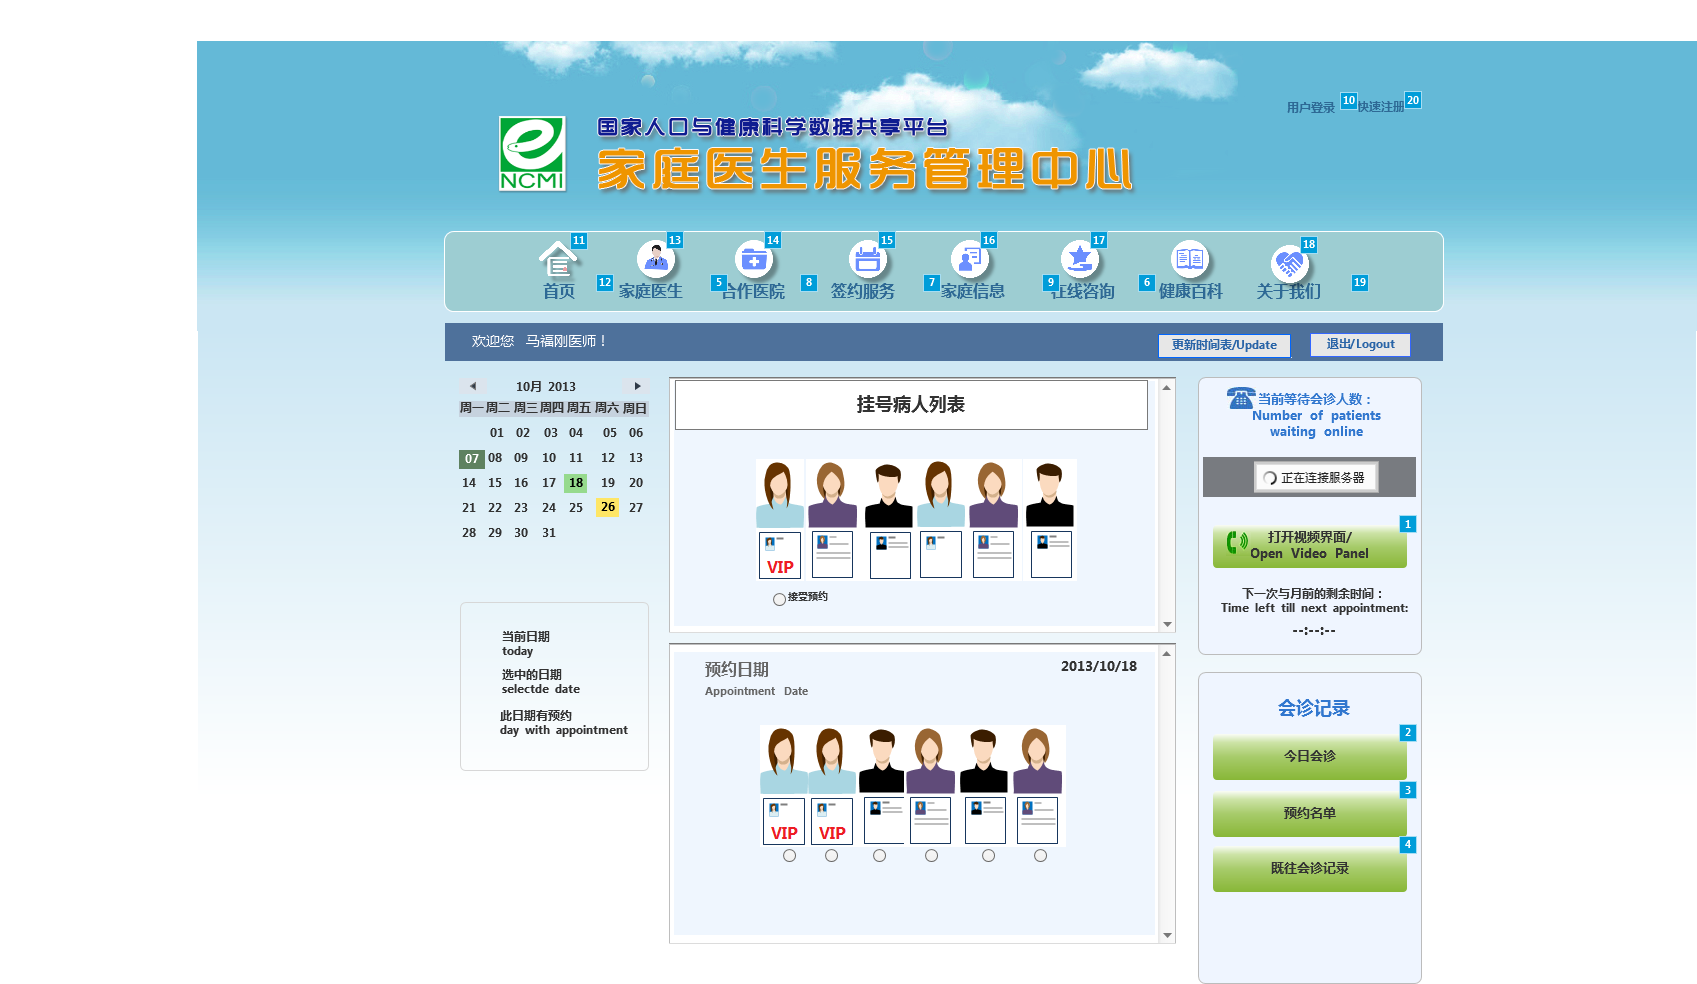 用户登录 10 快速注册 20
国家人口与健康科学数据共享平台
家庭医生服务管理中心
NCMI
11 13 14 15 16 17 18
12 5 8 7 9 6 19
首页 家庭医生 合作医院 签约服务 家庭信息 在线咨询 健康百科 关于我们
欢迎您 马福刚医师！
更新时间表/Update
退出/Logout
10月 2013
周一 周二 周三 周四 周五 周六 周日
01 02 03 04 05 06
07 08 09 10 11 12 13
14 15 16 17 18 19 20
21 22 23 24 25 26 27
28 29 30 31
当前日期
today
选中的日期
selectde date
此日期有预约
day with appointment
挂号病人列表
VIP
接受预约
预约日期
2013/10/18
Appointment Date
VIP VIP
当前等待会诊人数：
Number of patients
waiting online
正在连接服务器
1
打开视频界面/
Open Video Panel
下一次与月前的剩余时间：
Time left till next appointment:
--:--:--
会诊记录
2
今日会诊
3
预约名单
4
既往会诊记录